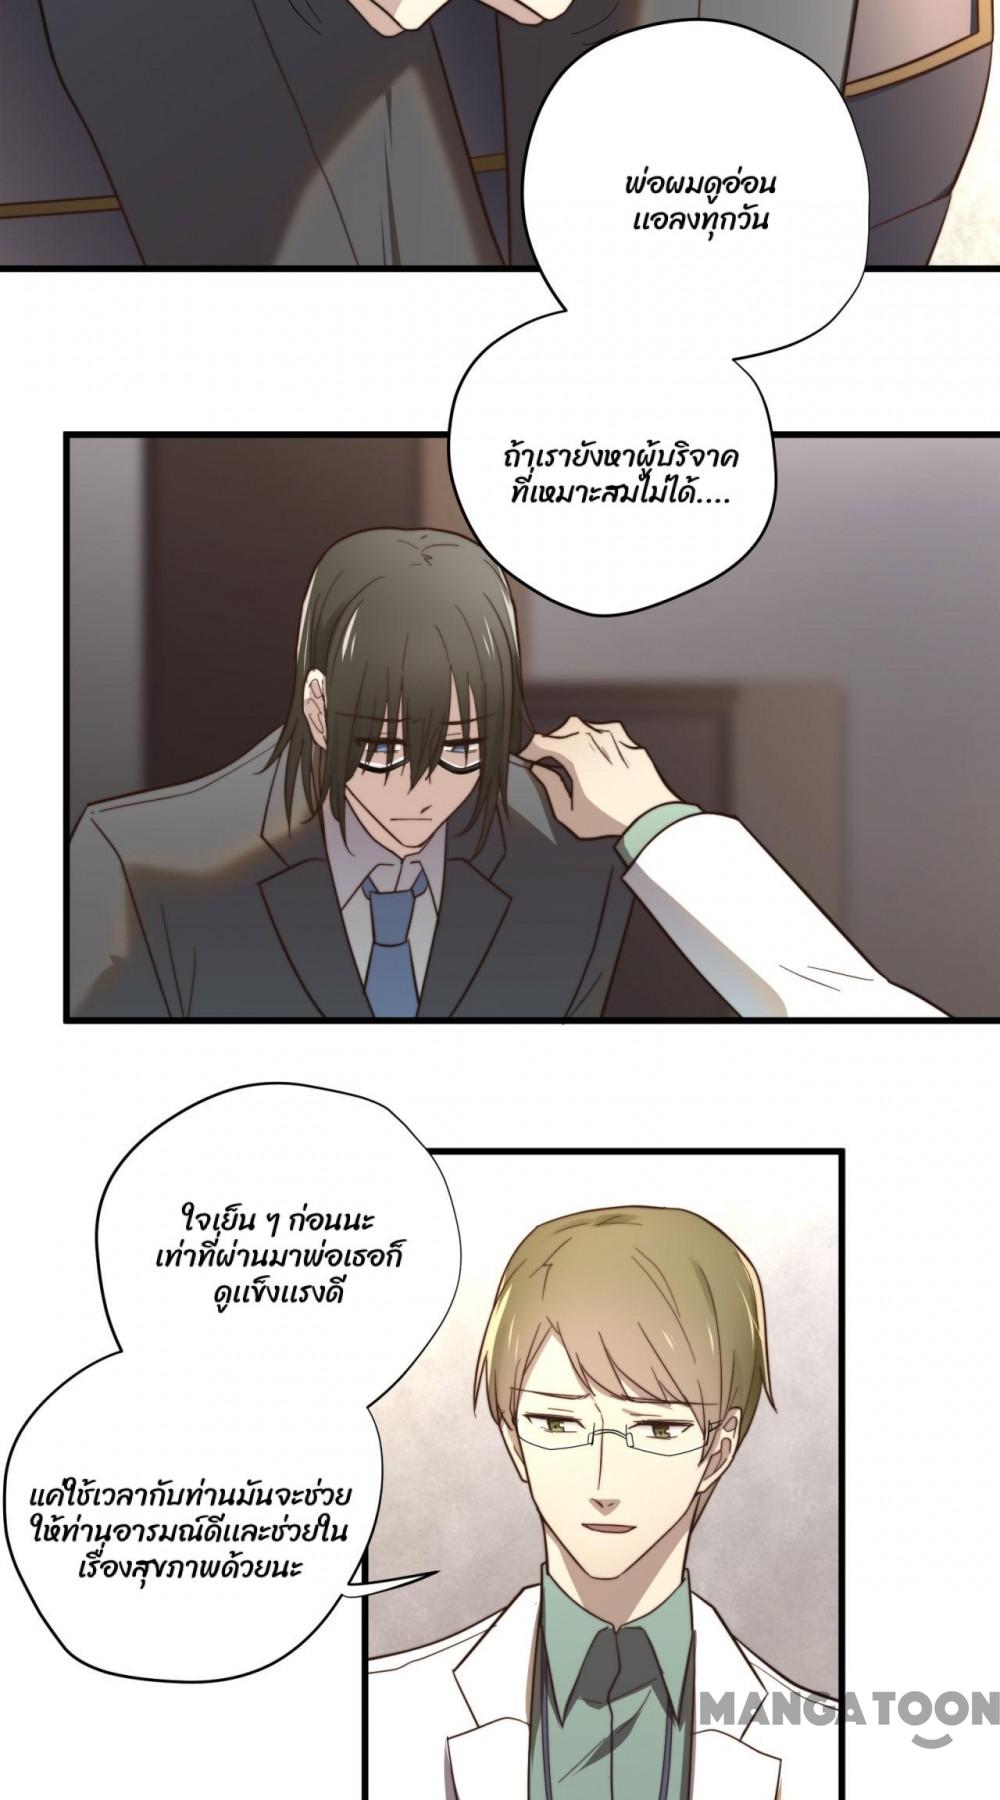 พ่อผมดูอ่อน
แอลงทุกวัน
ถ้าเรายังหาผู้บริจาค
ที่เหมาะสมไม่ได้....
ใจเย็น ๆ ก่อนนะ
เท่าที่ผ่านมาพ่อเธอก็
ดูแข็งแรงดี
แค่ใช้เวลากับท่านมันจะช่วย
ให้ท่านอารมณ์ดีและช่วยใน
เรื่องสุขภาพด้วยนะ
MANGATOON